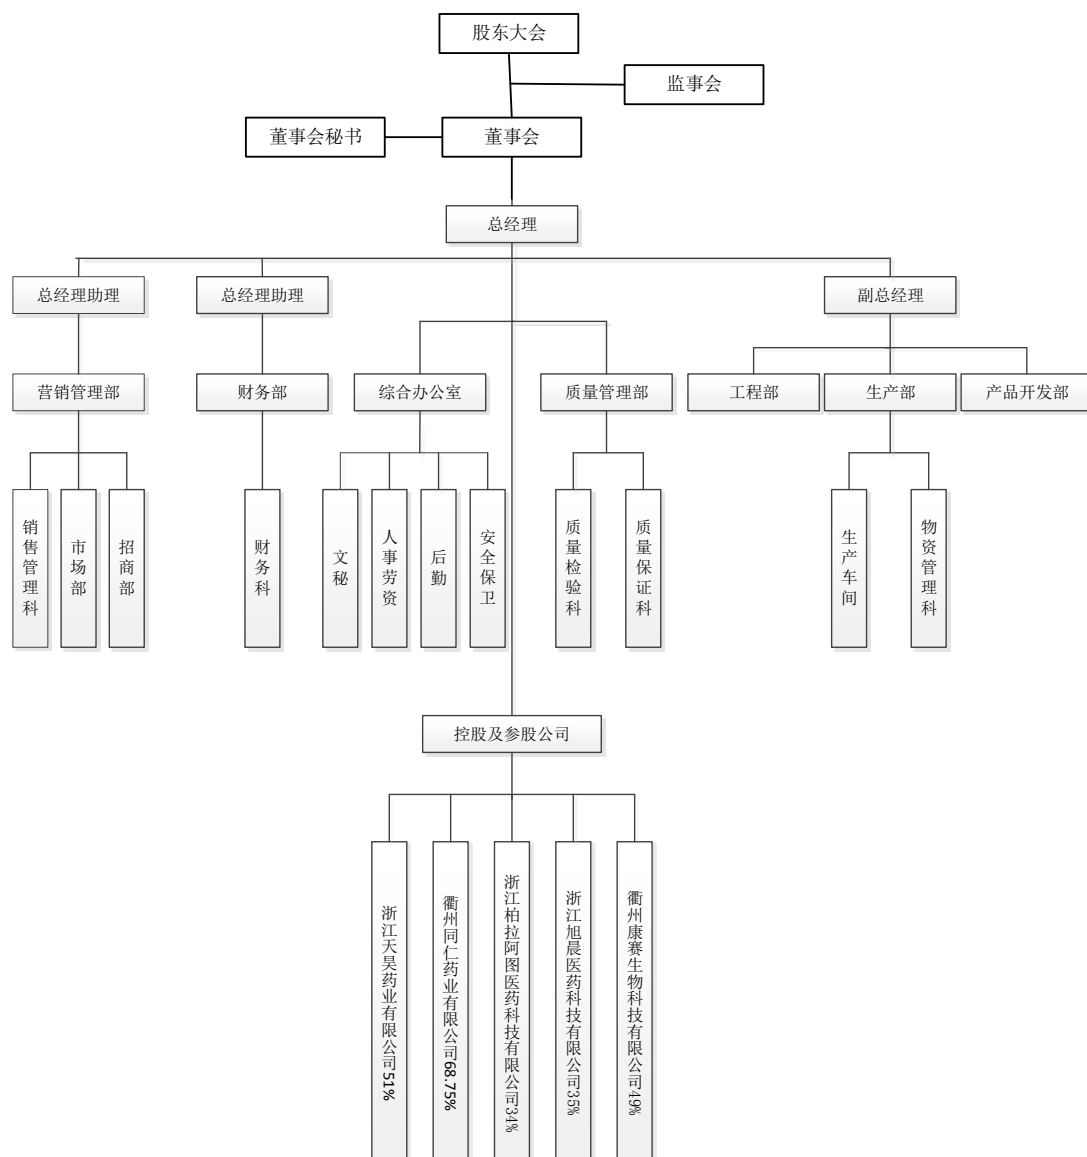 股东大会
监事会
董事会秘书
董事会
总经理
总经理助理
总经理助理
副总经理
营销管理部
财务部
综合办公室
质量管理部
工程部
生产部
产品开发部
销售管理科
市场部
招商部
财务科
文秘
人事劳资
后勤
安全保卫
质量检验科
质量保证科
生产车间
物资管理科
控股及参股公司
浙江天昊药业有限公司51%
衢州同仁药业有限公司68.75%
浙江柏拉阿图医药科技有限公司34%
浙江旭晨医药科技有限公司35%
衢州康赛生物科技有限公司49%